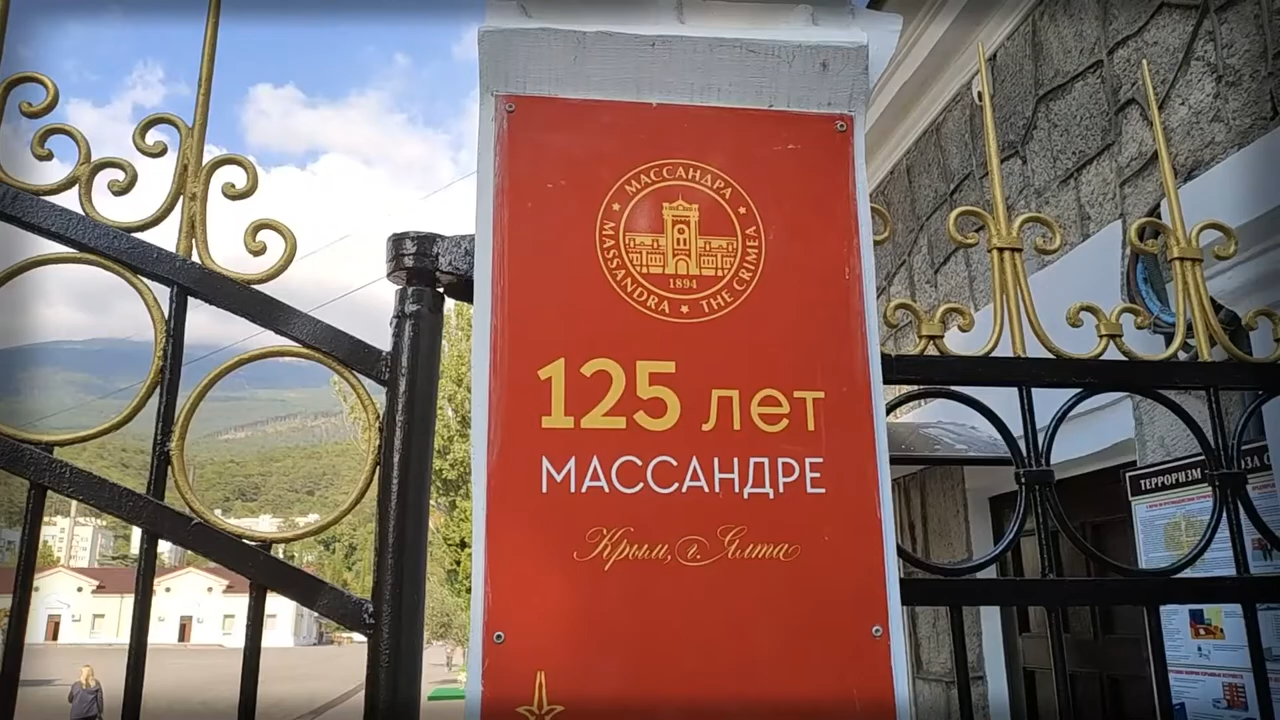 МАССАНДРА
MASSANDRA ★ THE CRIMEA
1894
125 лет
МАССАНДРЕ
Крым, г. Ялта
ТЕРРОРИЗМ